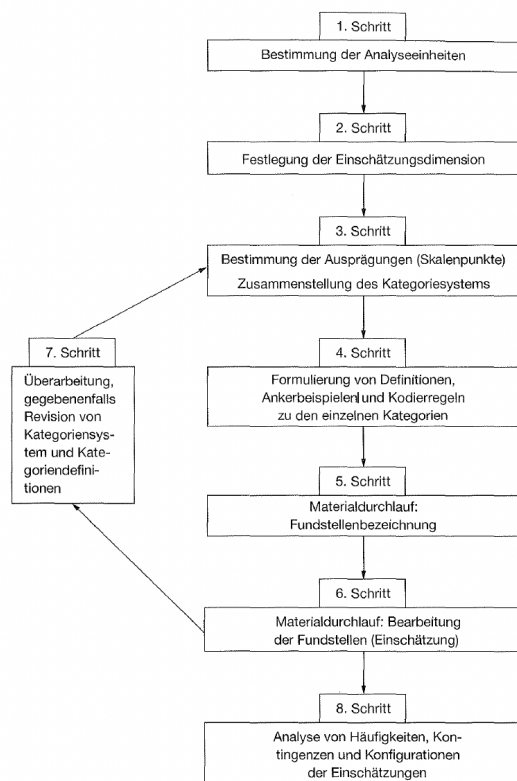 1. Schritt
Bestimmung der Analyseeinheiten
2. Schritt
Festlegung der Einschätzungsdimension
3. Schritt
Bestimmung der Ausprägungen (Skalenpunkte)
Zusammenstellung des Kategoriesystems
4. Schritt
Formulierung von Definitionen,
Ankerbeispielen und Kodierregeln
zu den einzelnen Kategorien
5. Schritt
Materialdurchlauf:
Fundstellenbezeichnung
6. Schritt
Materialdurchlauf: Bearbeitung
der Fundstellen (Einschätzung)
7. Schritt
Überarbeitung,
gegebenenfalls
Revision von
Kategoriensys-
tem und Kate-
goriendefini-
tionen
8. Schritt
Analyse von Häufigkeiten, Kon-
tingenzen und Konfigurationen
der Einschätzungen